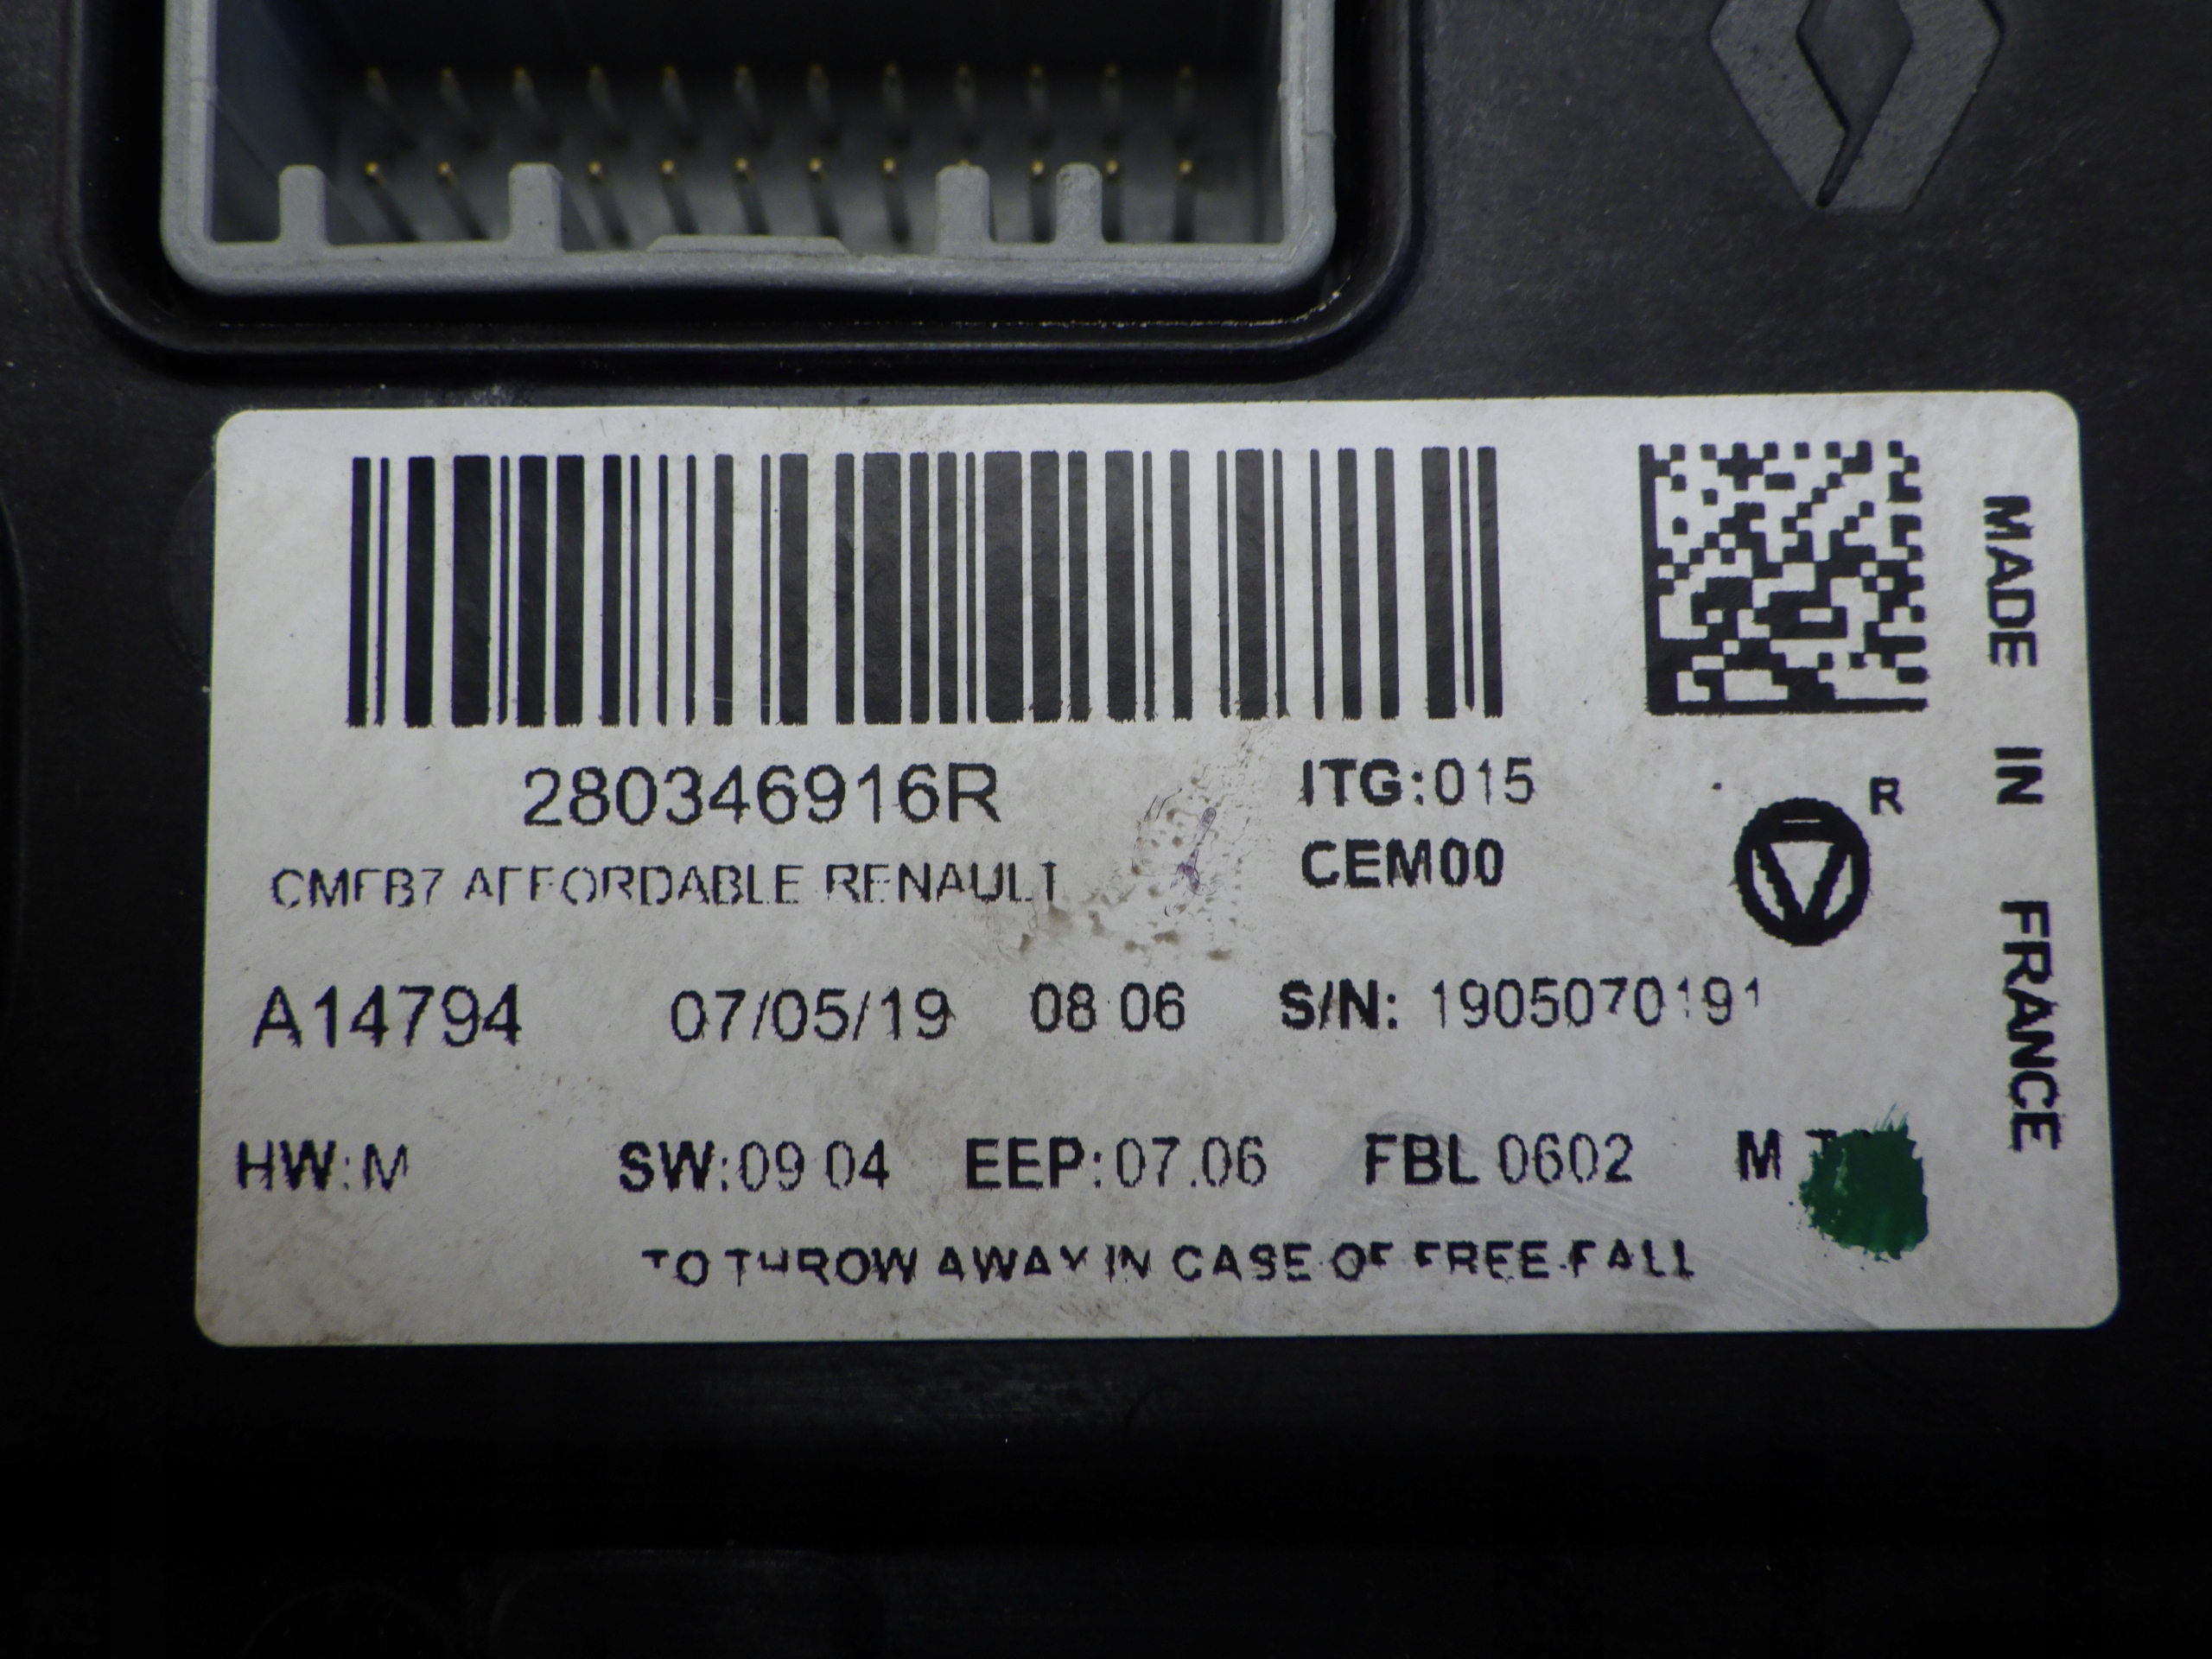 280346916R
ITG:015
CMFB7 AFFORDABLE RENAULT
CEM00
R
A14794 07/05/19 08 06 S/N: 1905070191
HW:M SW:09 04 EEP:07.06 FBL 0602 M
TO THROW AWAY IN CASE OF FREE FALL
MADE IN FRANCE